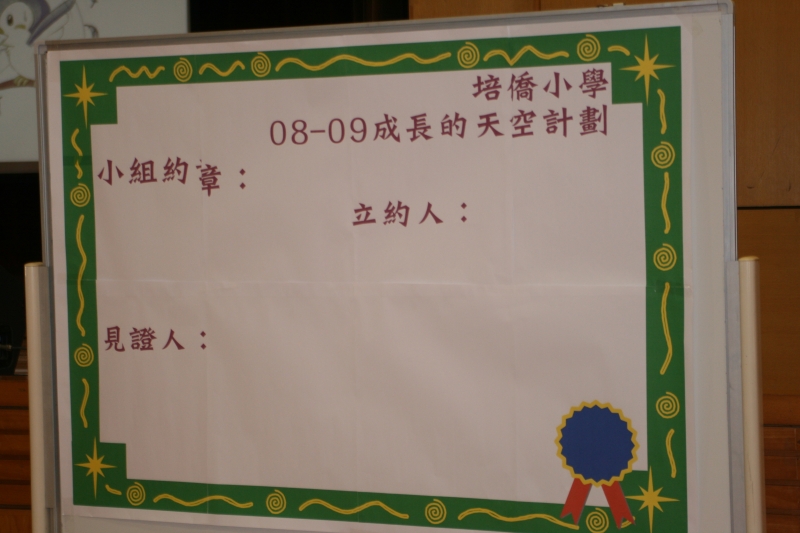 培僑小學
08-09成長的天空計劃
小組約章：
立約人：
見證人：